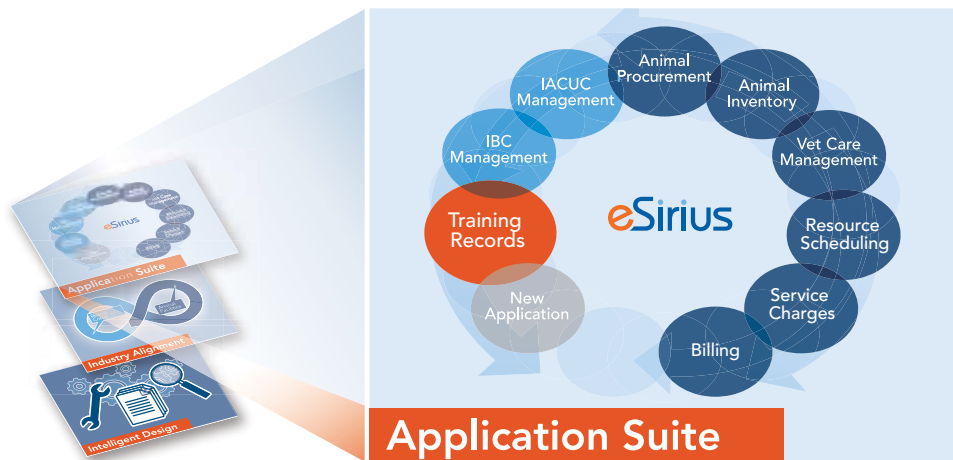 Animal
Procurement
Animal
Inventory
IACUC
Management
IBC
Management
Vet Care
Management
Training
Records
eSirius
Resource
Scheduling
New
Application
Service
Charges
Billing
Application Suite
eSirius
Application Suite
Industry Alignment
Intelligent Design